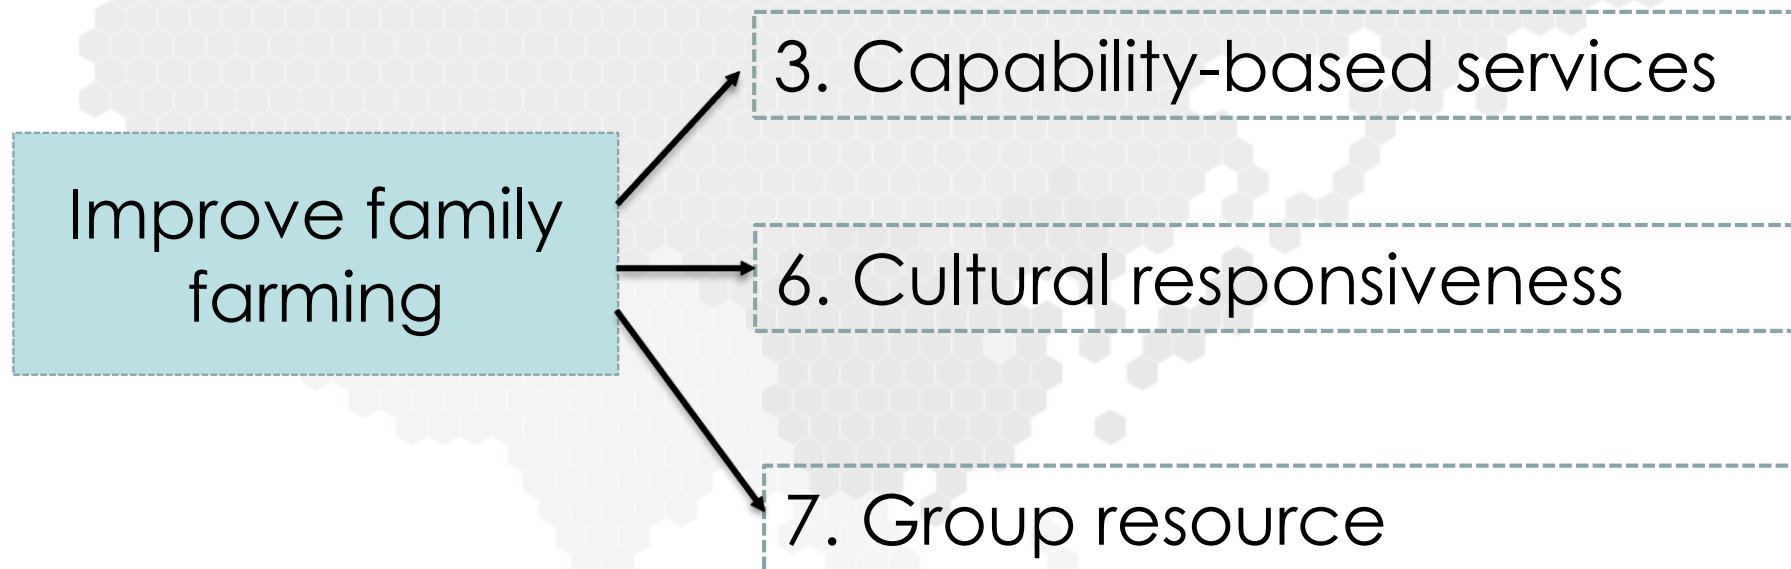 3. Capability-based services
Improve family
farming
6. Cultural responsiveness
7. Group resource